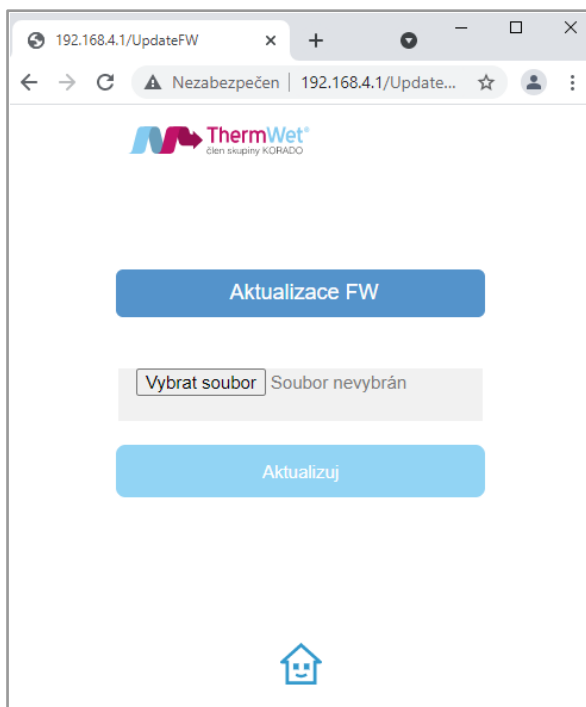 192.168.4.1/UpdateFW
Nezabezpečen | 192.168.4.1/Update...
ThermWet®
člen skupiny KORADO
Aktualizace FW
Vybrat soubor Soubor nevybrán
Aktualizuj